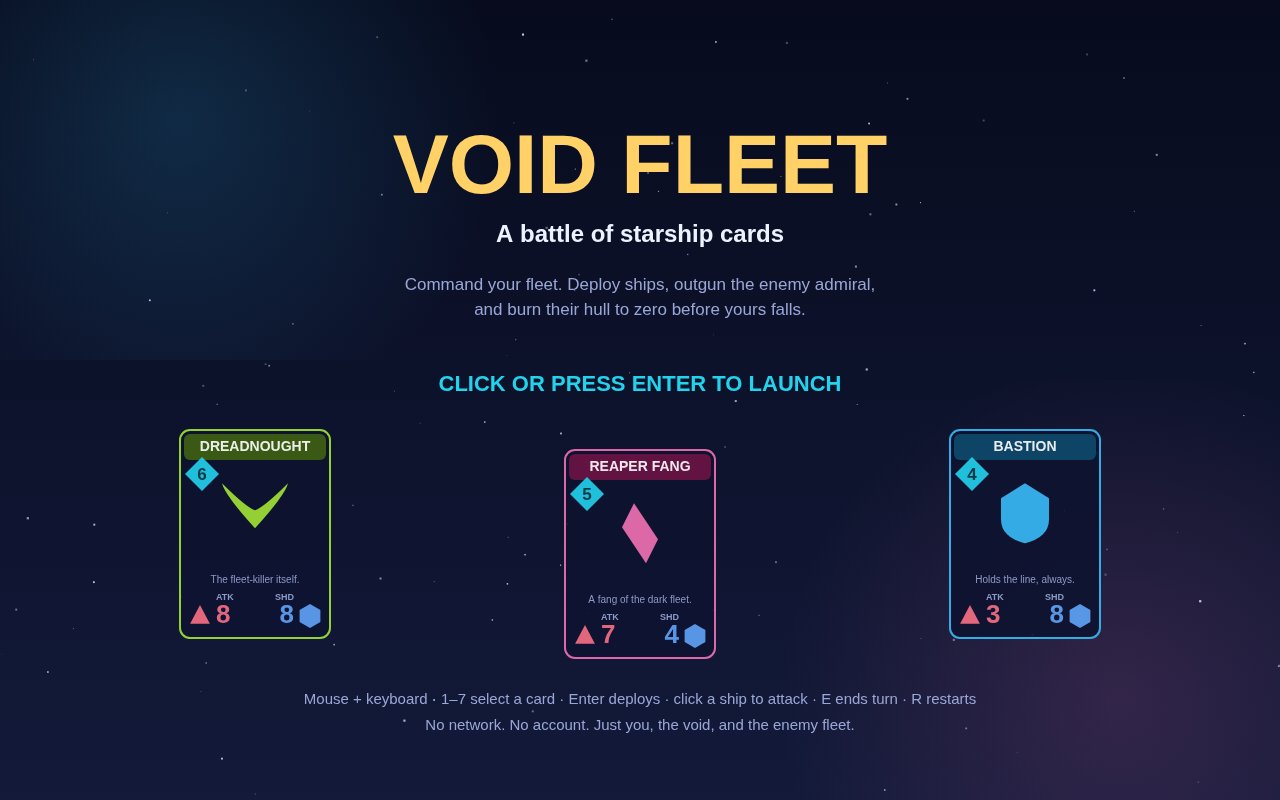 VOID FLEET
A battle of starship cards
Command your fleet. Deploy ships, outgun the enemy admiral,
and burn their hull to zero before yours falls.
CLICK OR PRESS ENTER TO LAUNCH
DREADNOUGHT
6
The fleet-killer itself.
ATK SHD
8 8
REAPER FANG
5
A fang of the dark fleet.
ATK SHD
7 4
BASTION
4
Holds the line, always.
ATK SHD
3 8
Mouse + keyboard · 1–7 select a card · Enter deploys · click a ship to attack · E ends turn · R restarts
No network. No account. Just you, the void, and the enemy fleet.